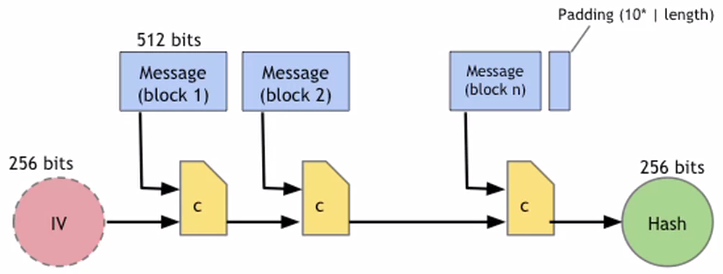 Padding (10* | length)
512 bits
Message
(block 1)
Message
(block 2)
Message
(block n)
256 bits
256 bits
IV
c
c
c
Hash